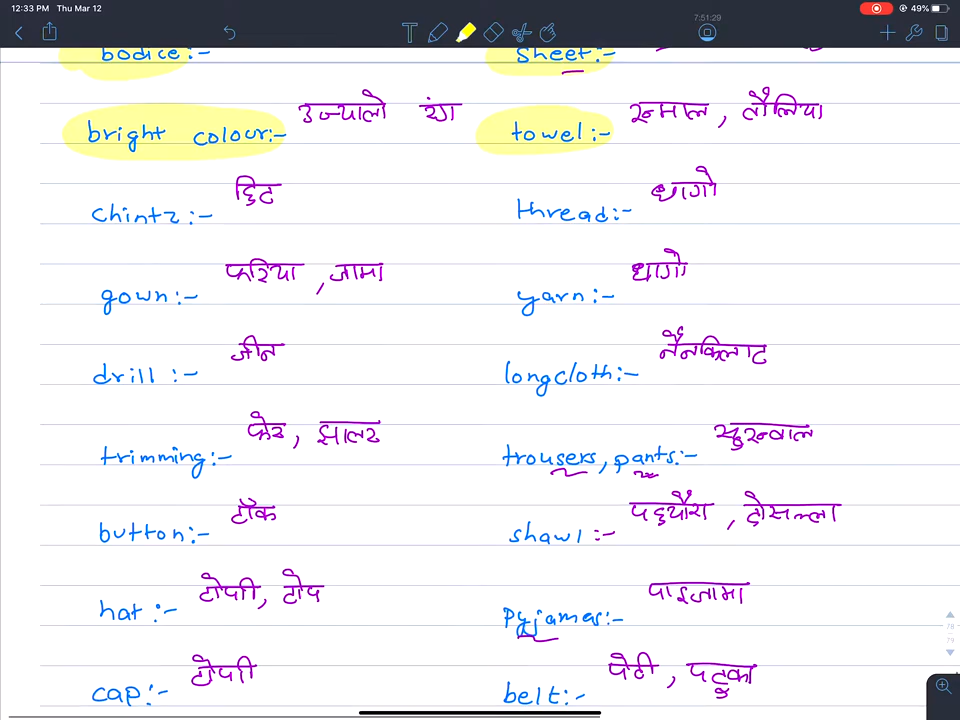 12:33 PM Thu Mar 12
7:51:29
49%
bodice:-
sheet:-
bright colour:- उज्यालो रंग
towel:- रुमाल, तौलिया
chintz:- छिट
thread:- धागो
gown:- फरिया, जामा
yarn:- धागो
drill:- जीन
longcloth:- नैनकिलाट
trimming:- फेर, झालर
trousers, pants:- सुरुवाल
button:- टाँक
shawl:- पछ्यौरा, दोसल्ला
hat:- टोपी, टोप
pyjamas:- पाइजामा
cap:- टोपी
belt:- पेटी, पटुका